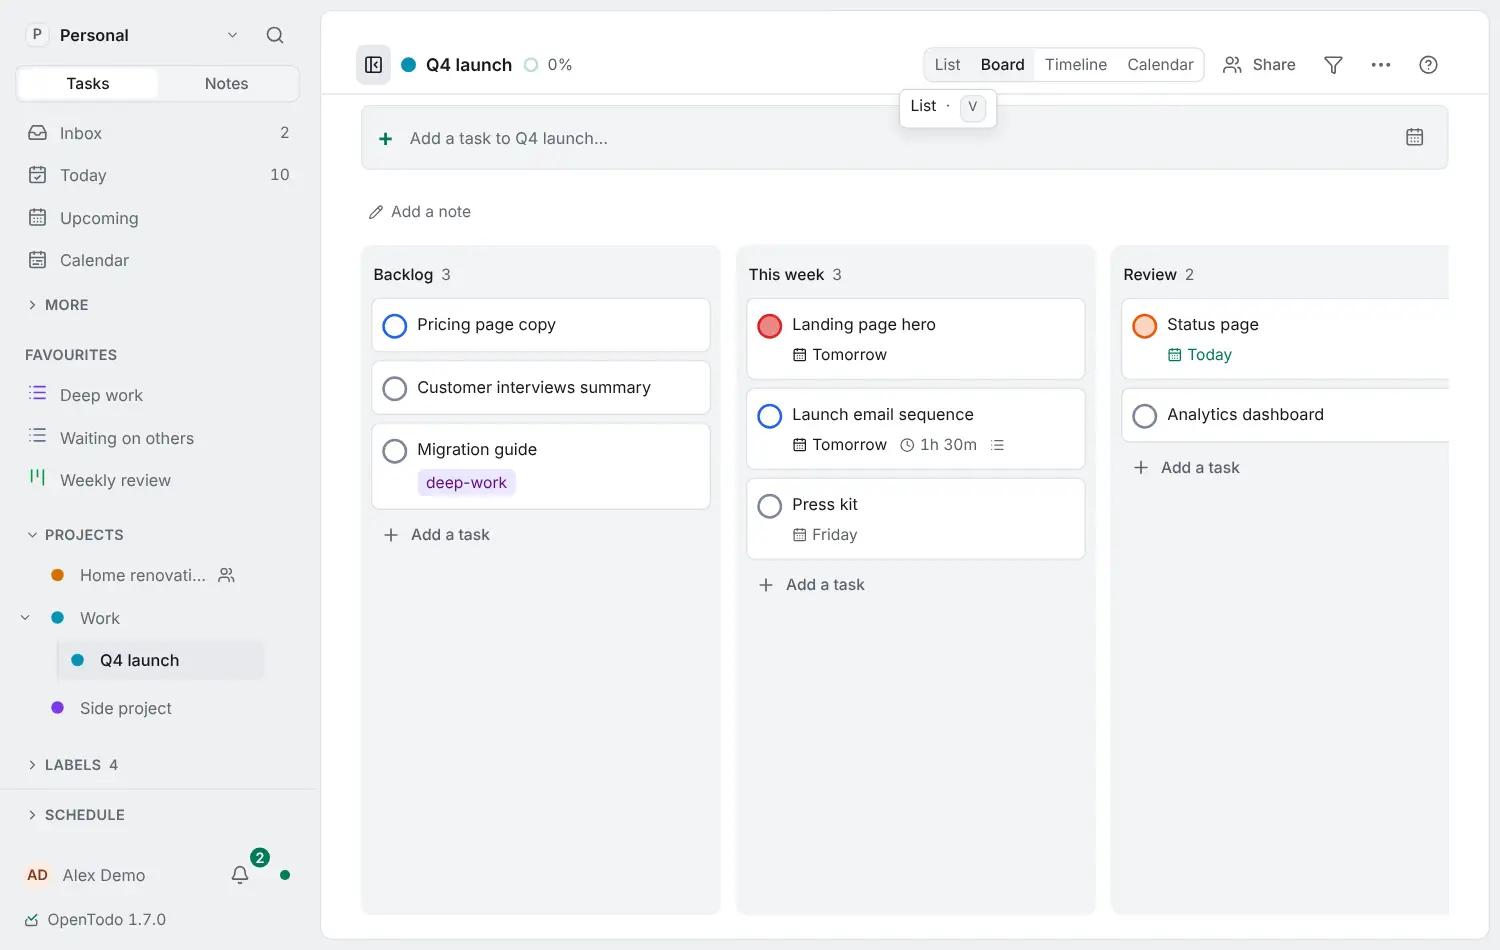 P Personal
Tasks Notes
Inbox 2
Today 10
Upcoming
Calendar
MORE
FAVOURITES
Deep work
Waiting on others
Weekly review
PROJECTS
Home renovati...
Work
Q4 launch
Side project
LABELS 4
SCHEDULE
AD Alex Demo 2
OpenTodo 1.7.0
Q4 launch 0%
List Board Timeline Calendar Share
List · V
Add a task to Q4 launch...
Add a note
Backlog 3
Pricing page copy
Customer interviews summary
Migration guide
deep-work
Add a task
This week 3
Landing page hero
Tomorrow
Launch email sequence
Tomorrow 1h 30m
Press kit
Friday
Add a task
Review 2
Status page
Today
Analytics dashboard
Add a task